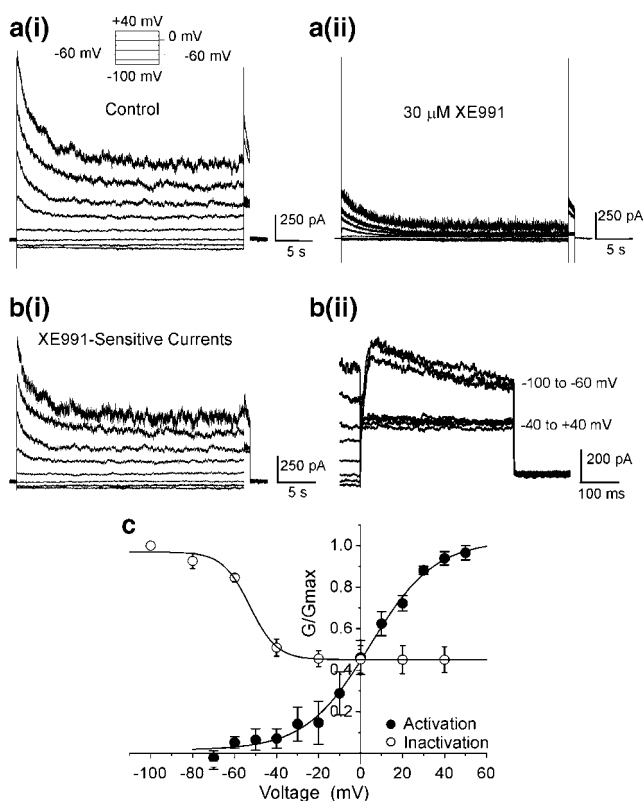 a(i)
+40 mV
0 mV
-60 mV
-60 mV
-100 mV
Control
250 pA
5 s
a(ii)
30 µM XE991
250 pA
5 s
b(i)
XE991-Sensitive Currents
250 pA
5 s
b(ii)
-100 to -60 mV
-40 to +40 mV
200 pA
100 ms
c
G/Gmax
1.0
0.8
0.6
0.4
0.2
Activation
Inactivation
-100 -80 -60 -40 -20 0 20 40 60
Voltage (mV)